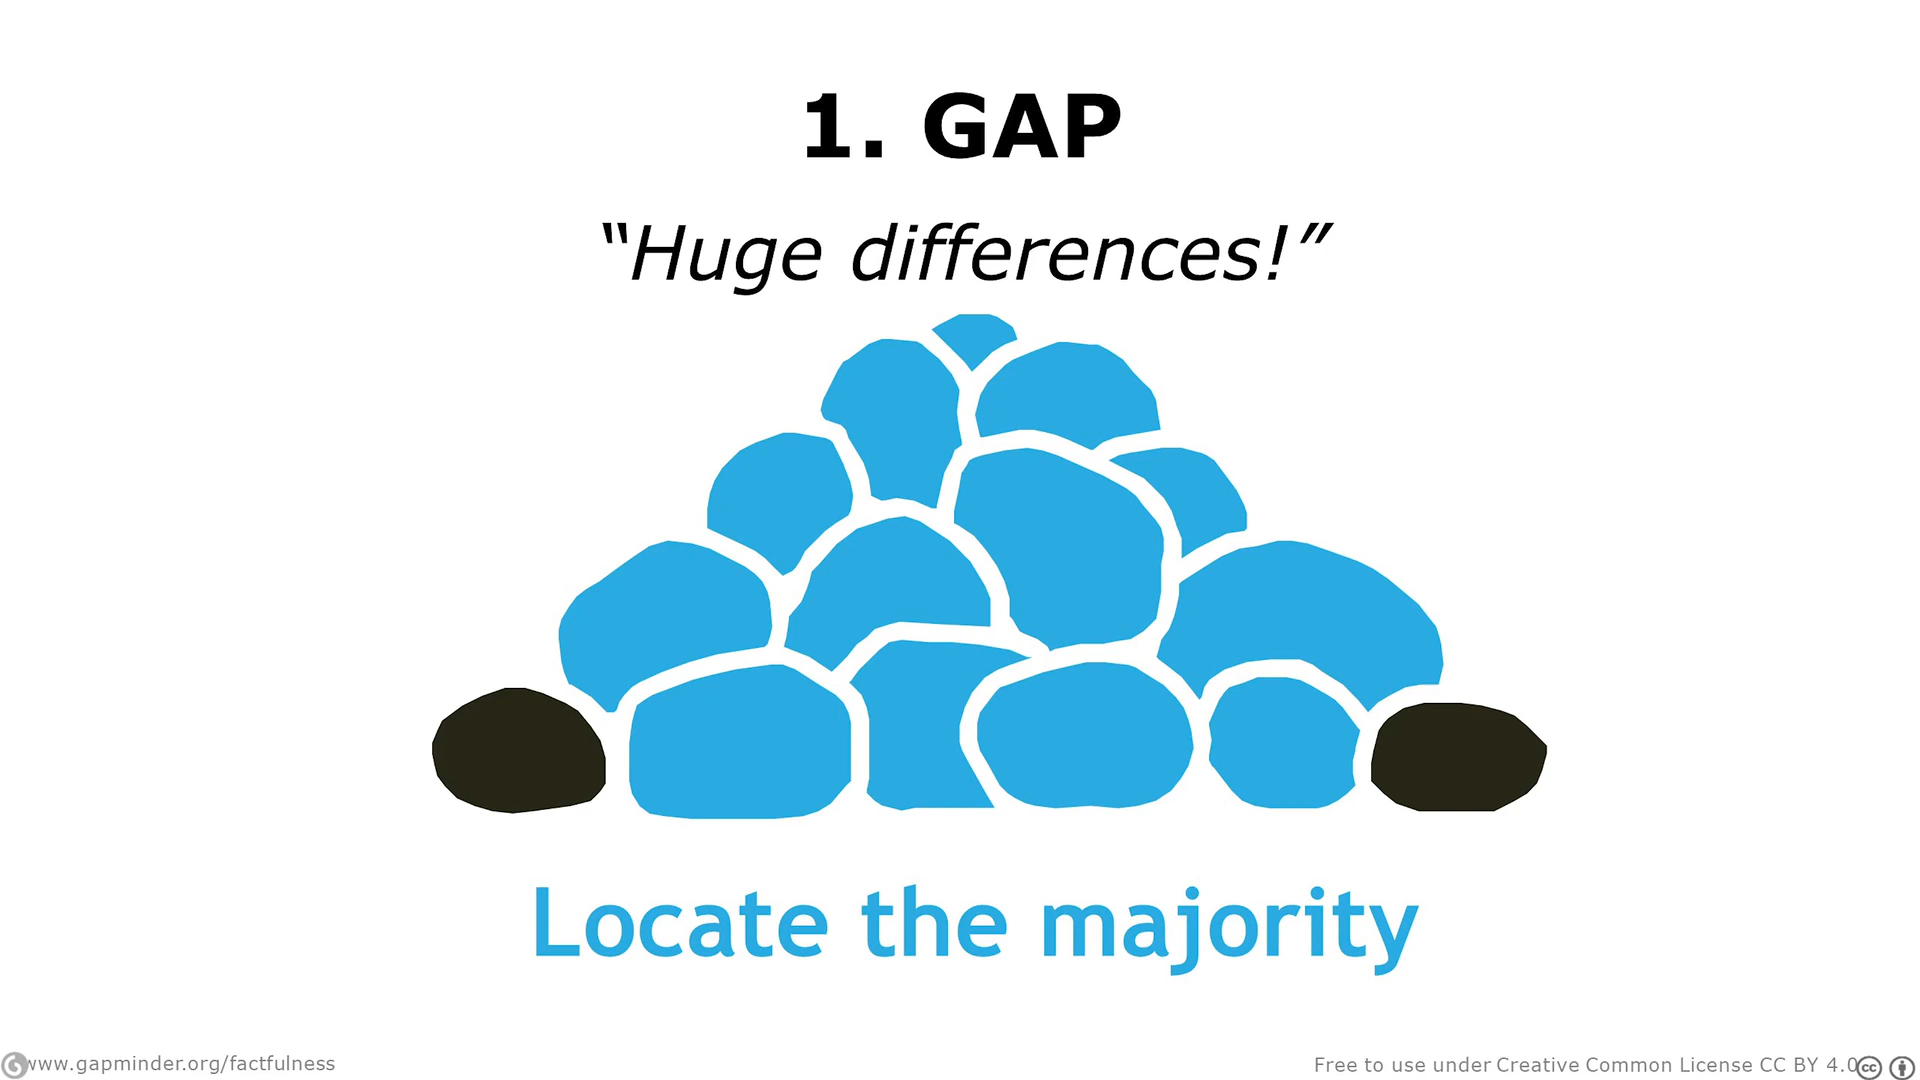 1. GAP
“Huge differences!”
Locate the majority
www.gapminder.org/factfulness
Free to use under Creative Common License CC BY 4.0
cc